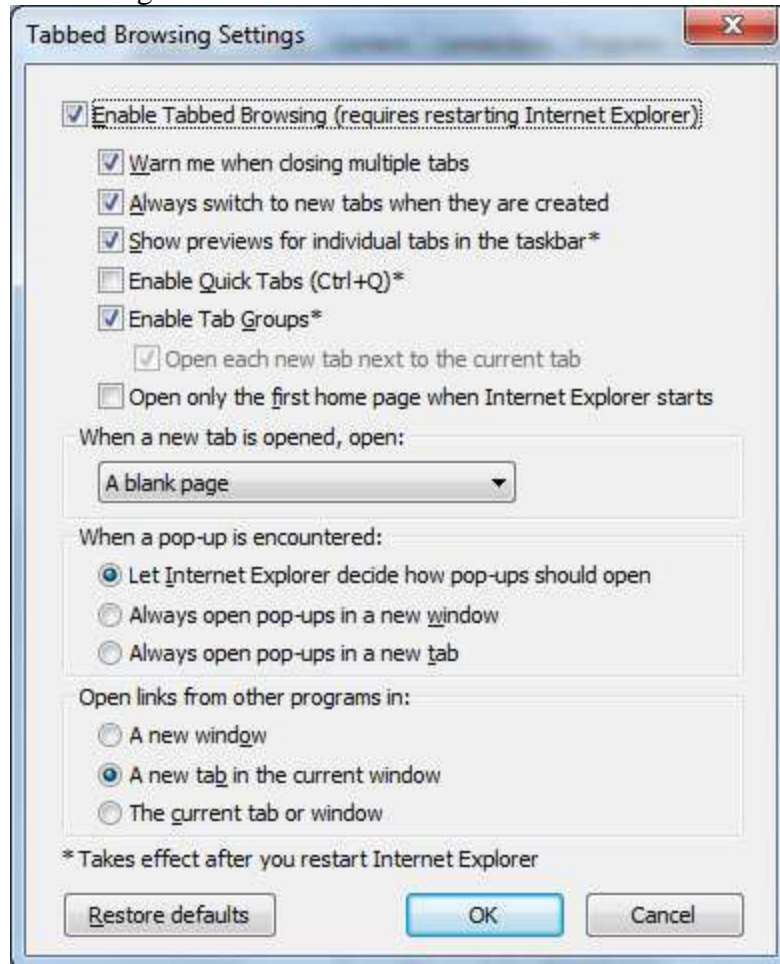 Tabbed Browsing Settings
Enable Tabbed Browsing (requires restarting Internet Explorer)
Warn me when closing multiple tabs
Always switch to new tabs when they are created
Show previews for individual tabs in the taskbar*
Enable Quick Tabs (Ctrl+Q)*
Enable Tab Groups*
Open each new tab next to the current tab
Open only the first home page when Internet Explorer starts
When a new tab is opened, open:
A blank page
When a pop-up is encountered:
Let Internet Explorer decide how pop-ups should open
Always open pop-ups in a new window
Always open pop-ups in a new tab
Open links from other programs in:
A new window
A new tab in the current window
The current tab or window
* Takes effect after you restart Internet Explorer
Restore defaults OK Cancel